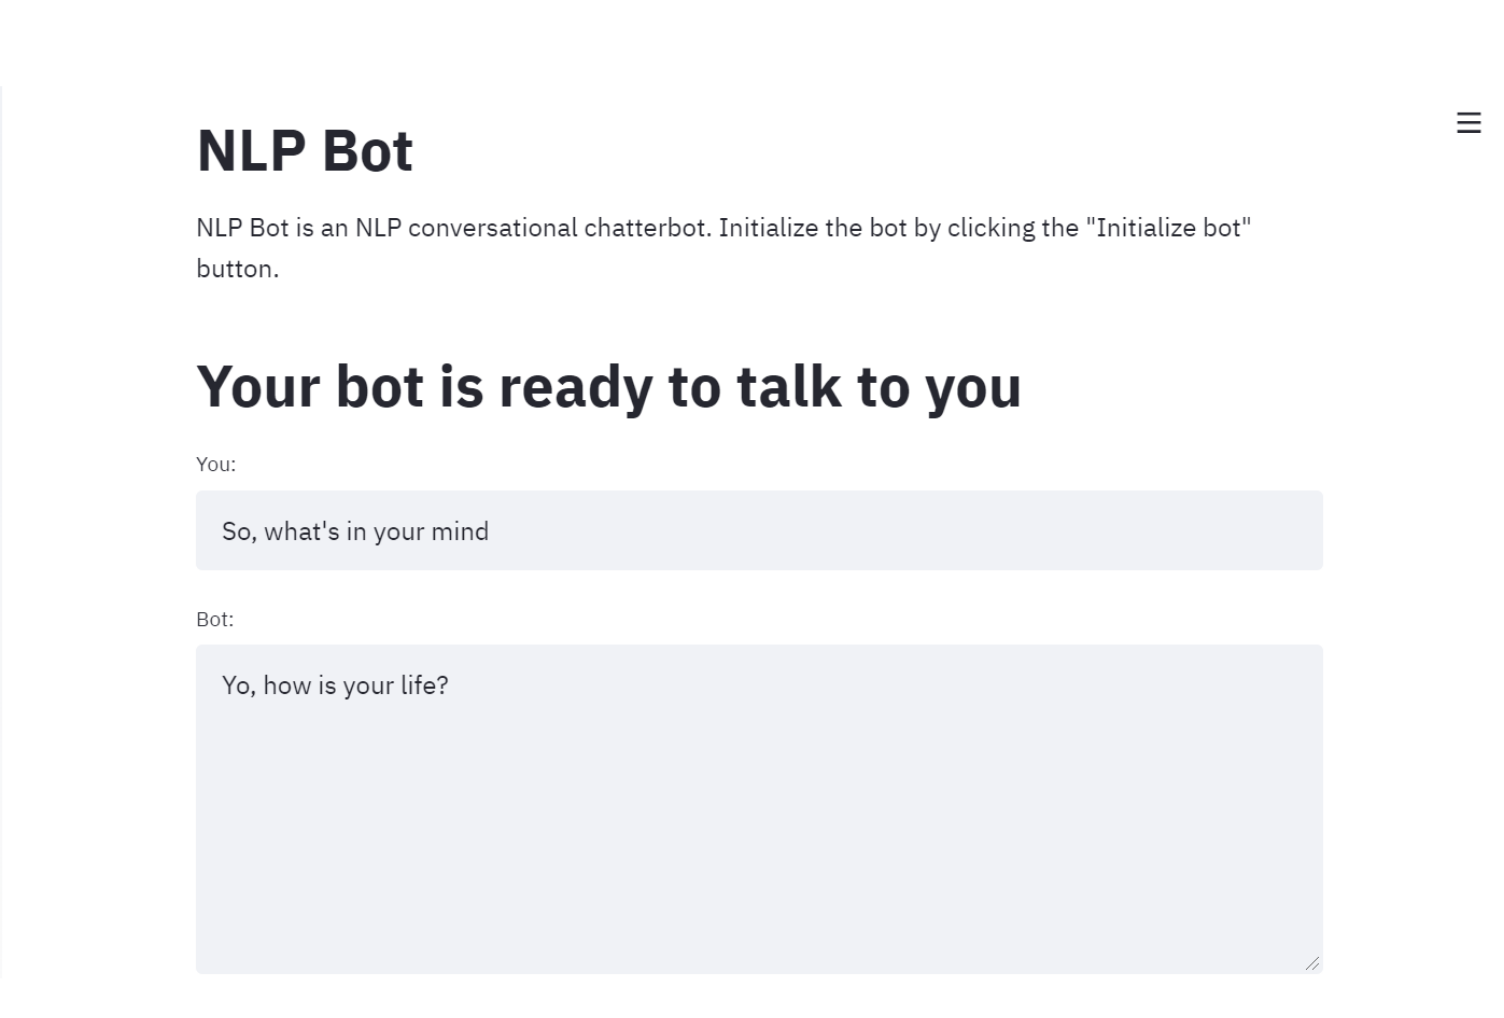 NLP Bot
NLP Bot is an NLP conversational chatterbot. Initialize the bot by clicking the "Initialize bot"
button.
Your bot is ready to talk to you
You:
So, what's in your mind
Bot:
Yo, how is your life?